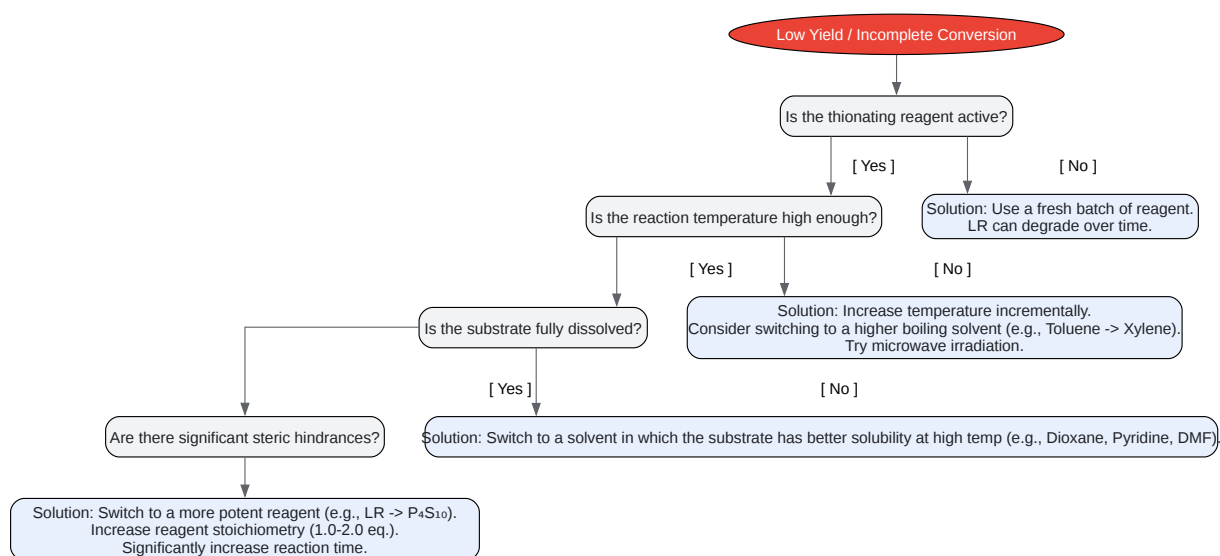 Low Yield / Incomplete Conversion
Is the thionating reagent active?
[ Yes ]
[ No ]
Is the reaction temperature high enough?
Solution: Use a fresh batch of reagent.
LR can degrade over time.
[ Yes ]
[ No ]
Is the substrate fully dissolved?
Solution: Increase temperature incrementally.
Consider switching to a higher boiling solvent (e.g., Toluene -> Xylene).
Try microwave irradiation.
[ Yes ]
[ No ]
Are there significant steric hindrances?
Solution: Switch to a solvent in which the substrate has better solubility at high temp (e.g., Dioxane, Pyridine, DMF).
Solution: Switch to a more potent reagent (e.g., LR -> P₄S₁₀).
Increase reagent stoichiometry (1.0-2.0 eq.).
Significantly increase reaction time.